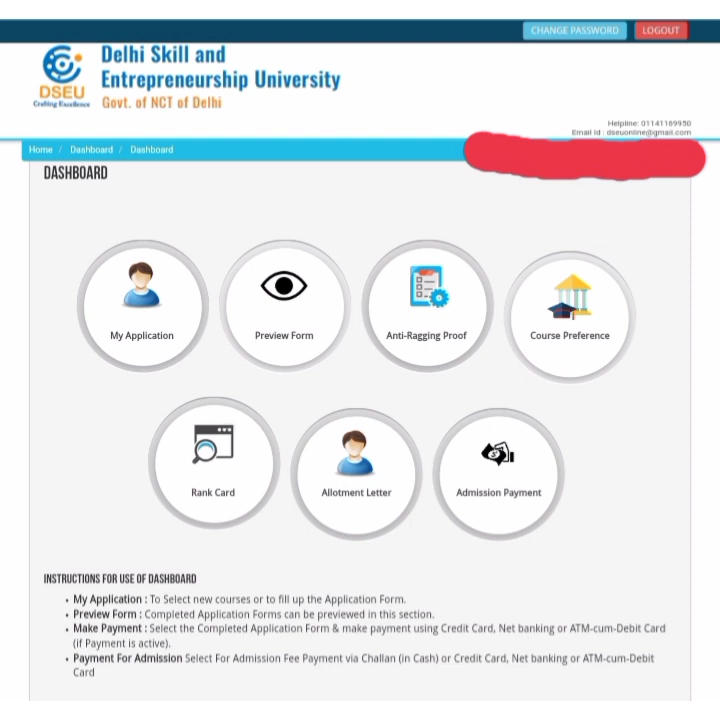 CHANGE PASSWORD LOGOUT
Delhi Skill and
Entrepreneurship University
DSEU
Crafting Excellence
Govt. of NCT of Delhi
Helpline: 01141169950
Email Id : dseuonline@gmail.com
Home / Dashboard / Dashboard
DASHBOARD
My Application
Preview Form
Anti-Ragging Proof
Course Preference
Rank Card
Allotment Letter
Admission Payment
INSTRUCTIONS FOR USE OF DASHBOARD
• My Application : To Select new courses or to fill up the Application Form.
• Preview Form : Completed Application Forms can be previewed in this section.
• Make Payment : Select the Completed Application Form & make payment using Credit Card, Net banking or ATM-cum-Debit Card
(if Payment is active).
• Payment For Admission Select For Admission Fee Payment via Challan (in Cash) or Credit Card, Net banking or ATM-cum-Debit
Card